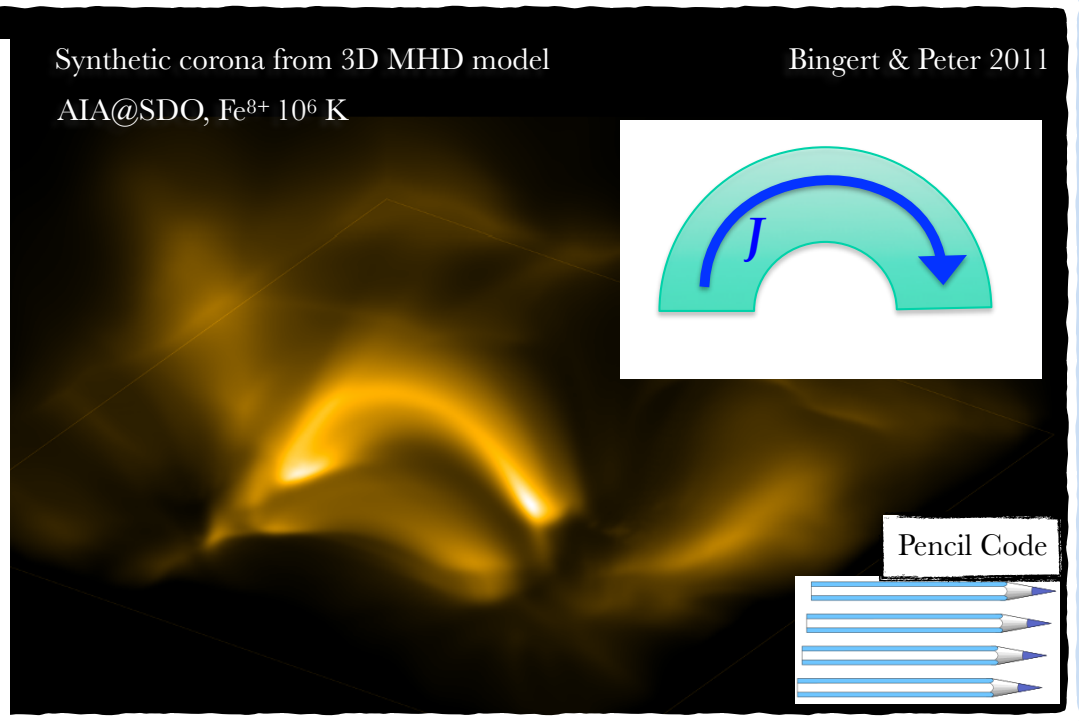 Synthetic corona from 3D MHD model
Bingert & Peter 2011
AIA@SDO, Fe⁸⁺ 10⁶ K
J
Pencil Code